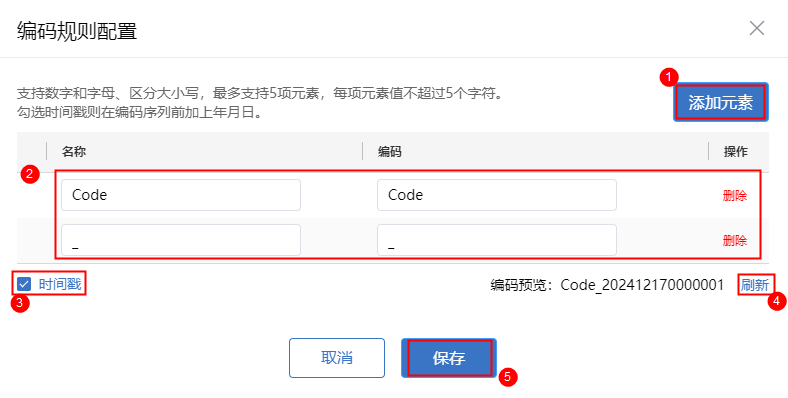 编码规则配置
支持数字和字母、区分大小写，最多支持5项元素，每项元素值不超过5个字符。
勾选时间戳则在编码序列前加上年月日。
1
添加元素
名称 编码 操作
2
Code Code 删除
_ _ 删除
时间戳 编码预览：Code_202412170000001 刷新
3 4
取消 保存
5